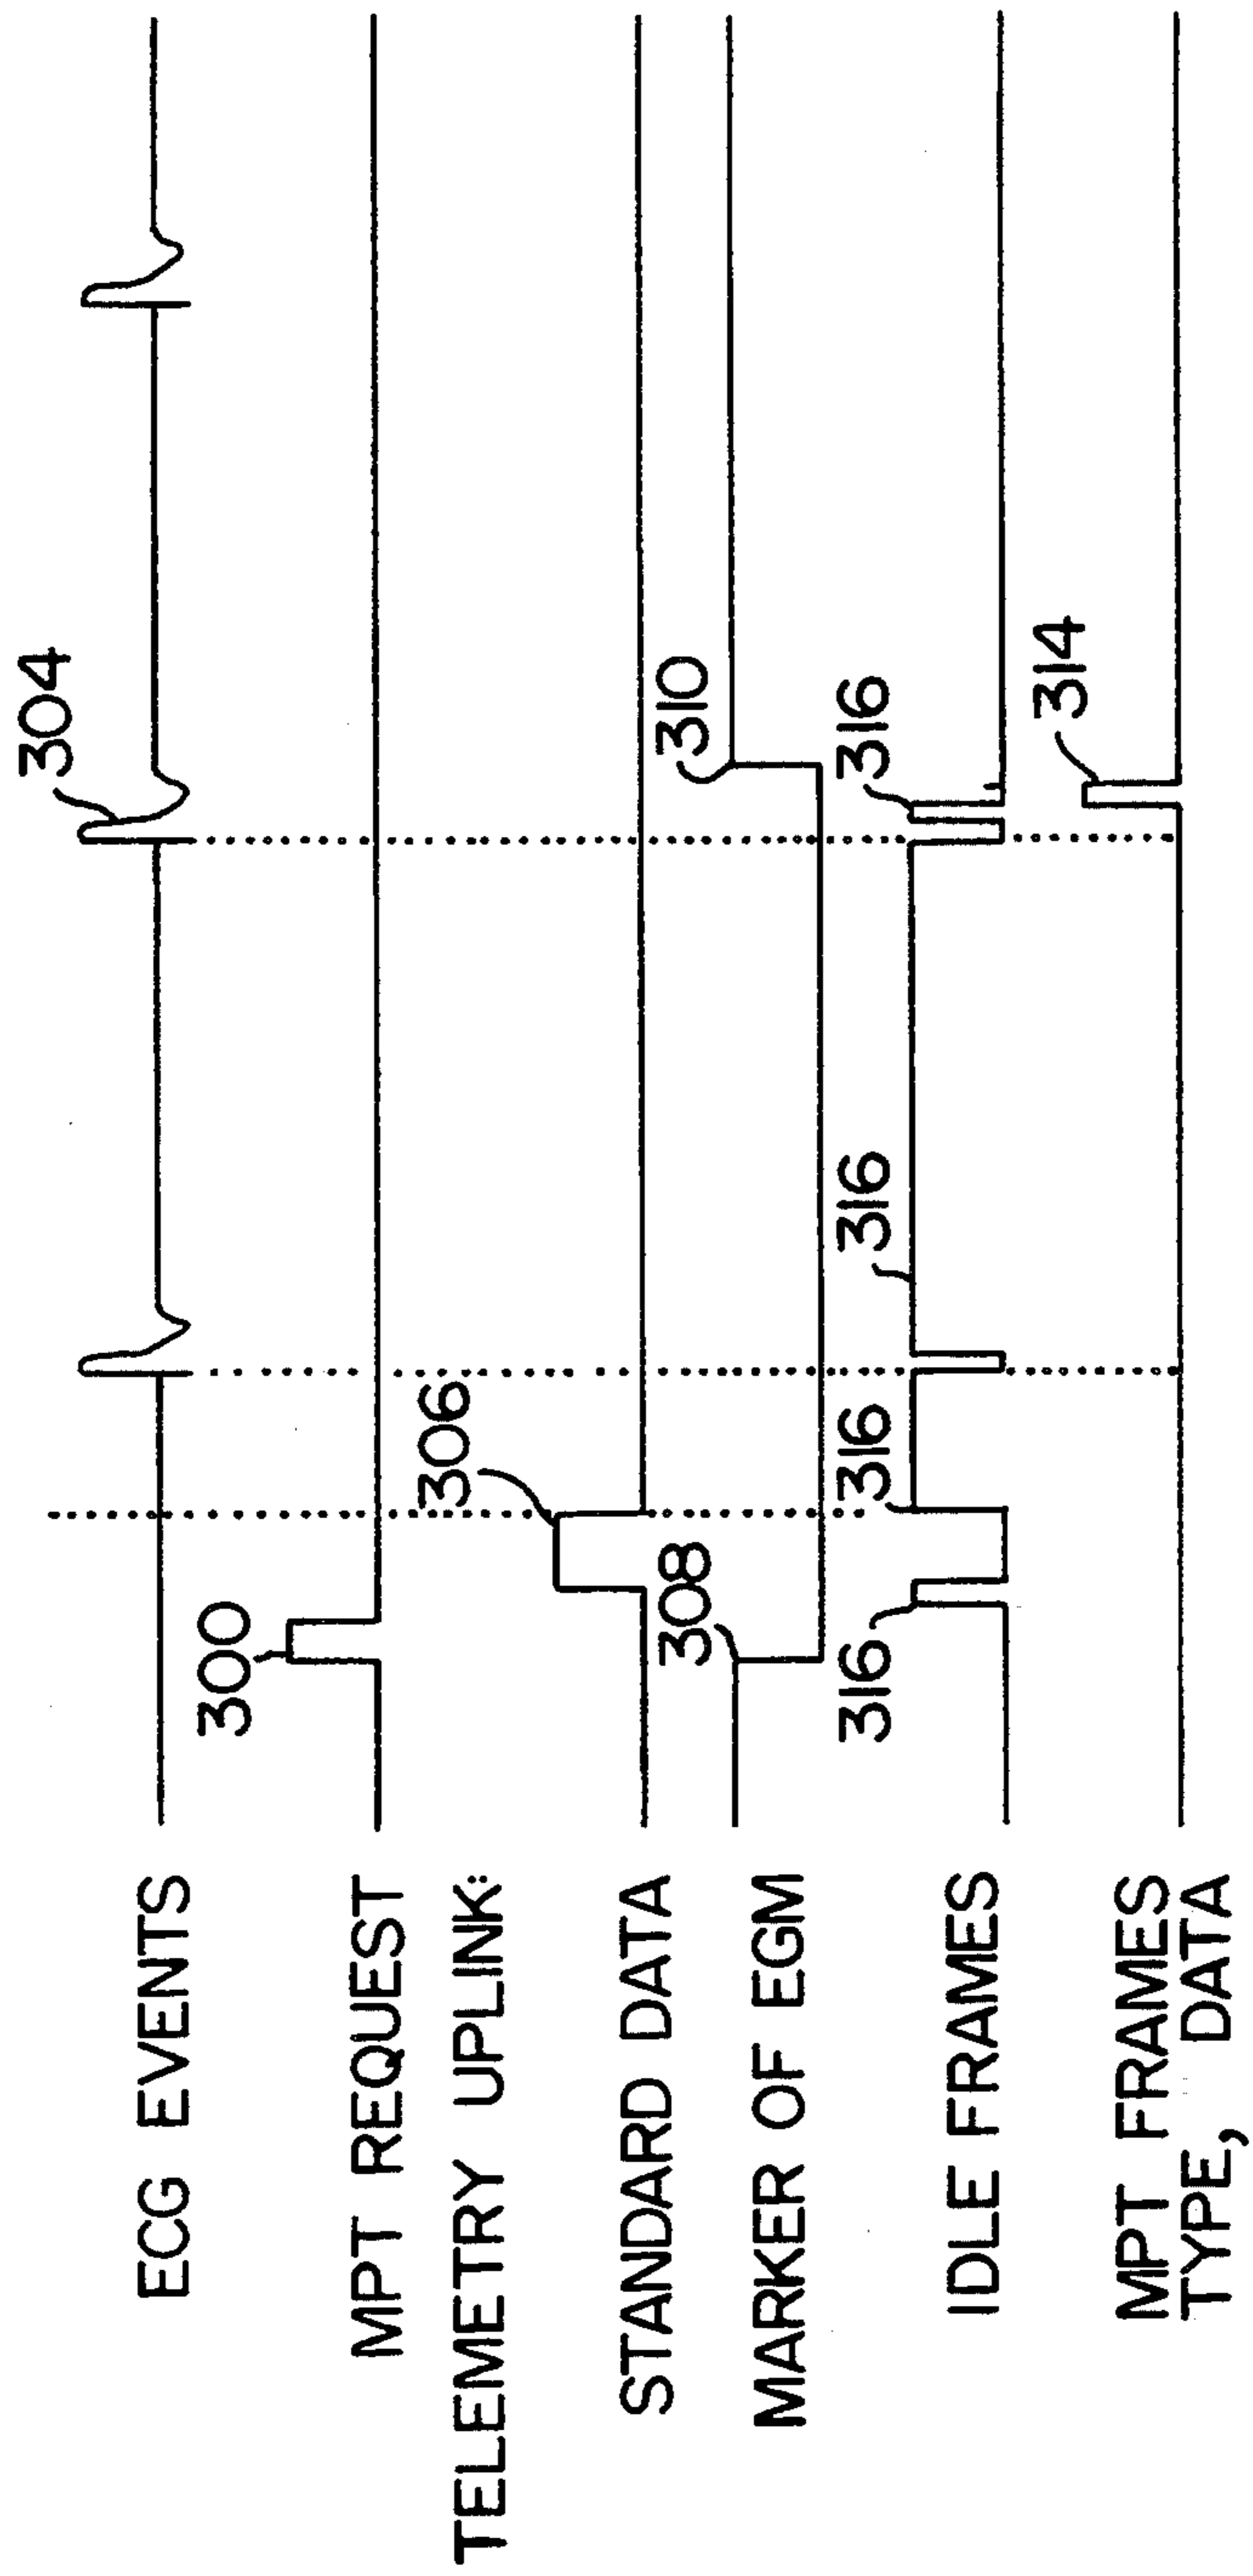 ECG EVENTS
304
MPT REQUEST
300
TELEMETRY UPLINK:
306
STANDARD DATA
308
310
MARKER OF EGM
316
316
316
316
IDLE FRAMES
314
MPT FRAMES
TYPE, DATA